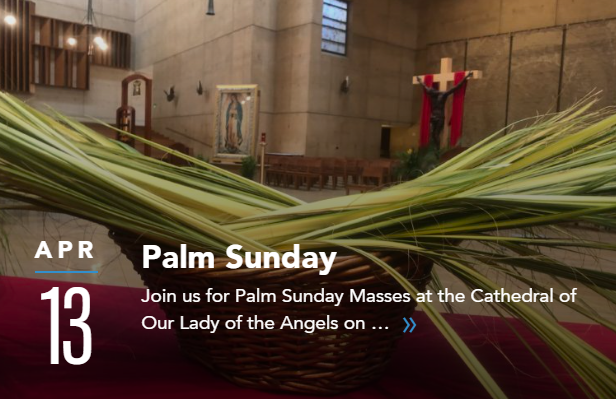 APR
13
Palm Sunday
Join us for Palm Sunday Masses at the Cathedral of
Our Lady of the Angels on ... »